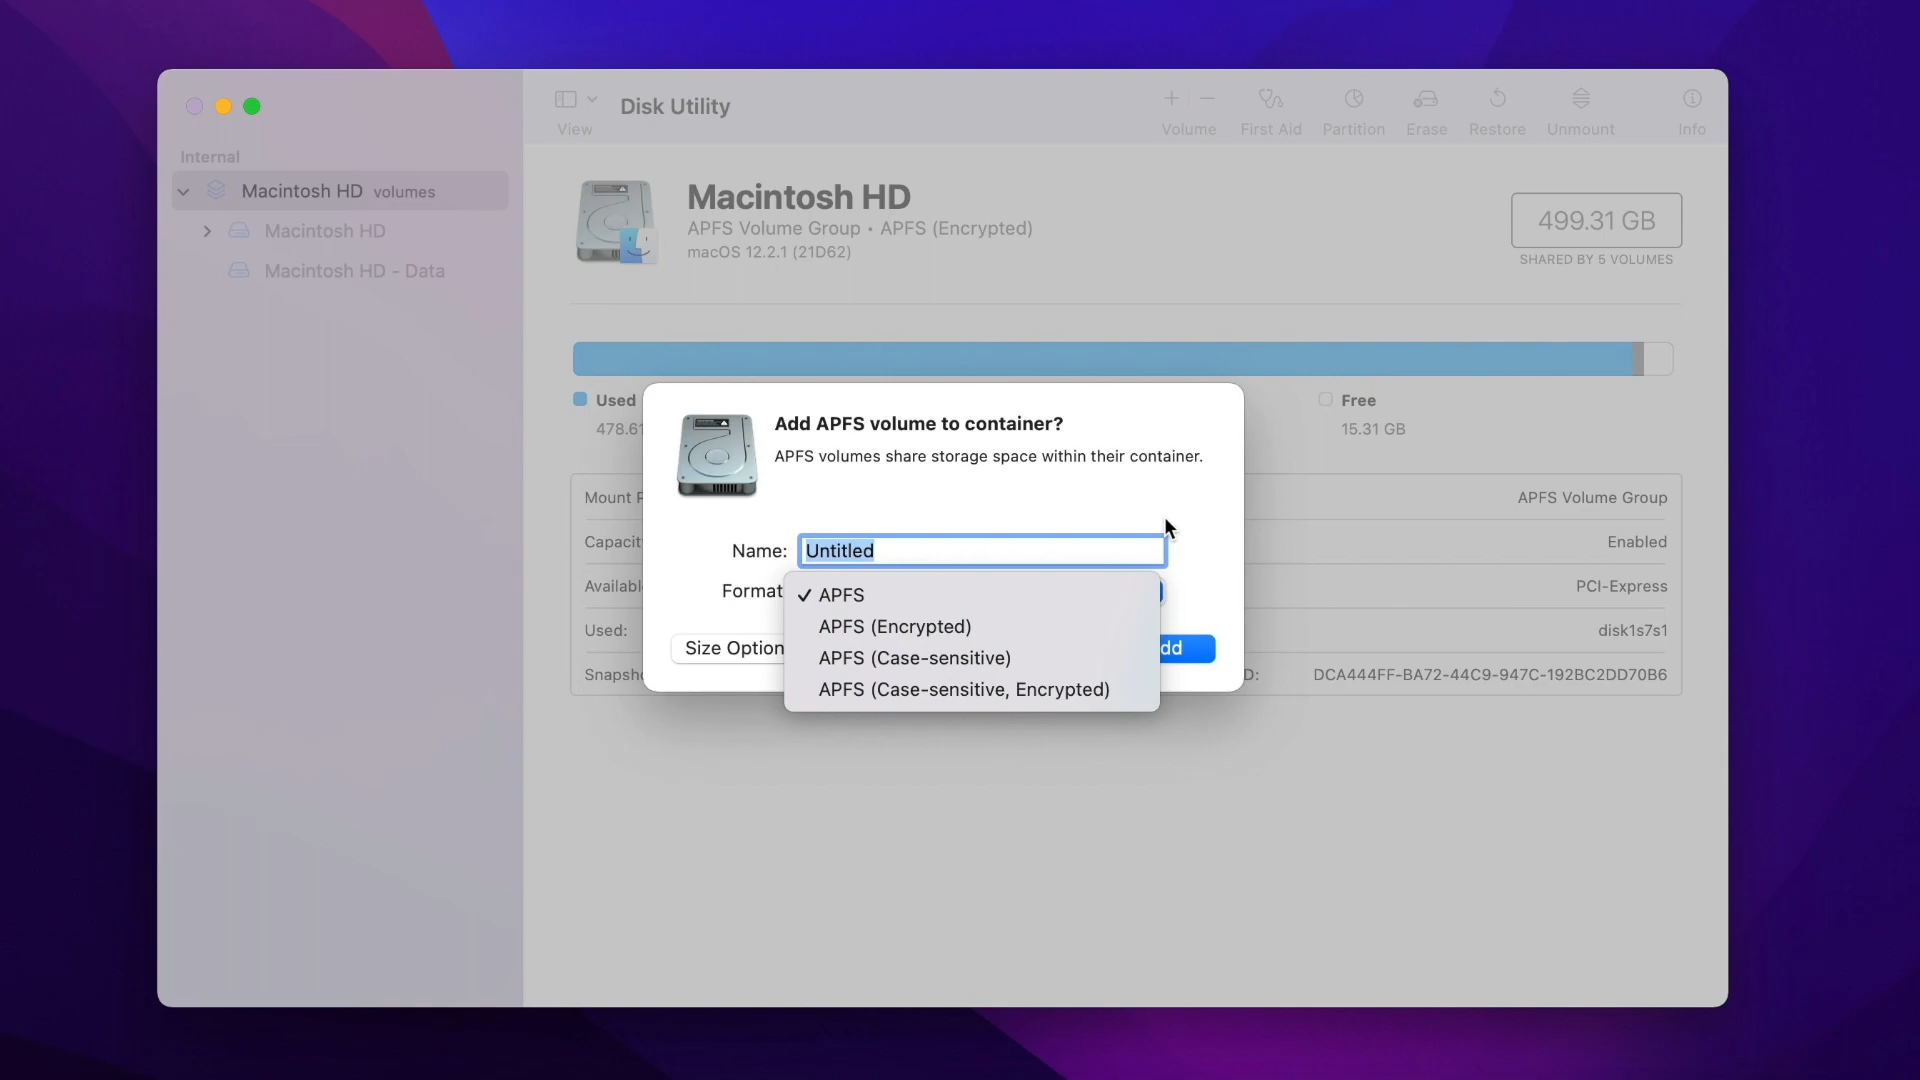 Disk Utility
View
Volume
First Aid
Partition
Erase
Restore
Unmount
Info
Internal
Macintosh HD volumes
Macintosh HD
Macintosh HD - Data
Macintosh HD
APFS Volume Group • APFS (Encrypted)
macOS 12.2.1 (21D62)
499.31 GB
SHARED BY 5 VOLUMES
Used
478.61
Free
15.31 GB
Add APFS volume to container?
APFS volumes share storage space within their container.
Name: Untitled
Format
✓ APFS
APFS (Encrypted)
APFS (Case-sensitive)
APFS (Case-sensitive, Encrypted)
Size Option
dd
Mount P
APFS Volume Group
Capacit
Enabled
Availabl
PCI-Express
Used:
disk1s7s1
Snapsh
D:
DCA444FF-BA72-44C9-947C-192BC2DD70B6